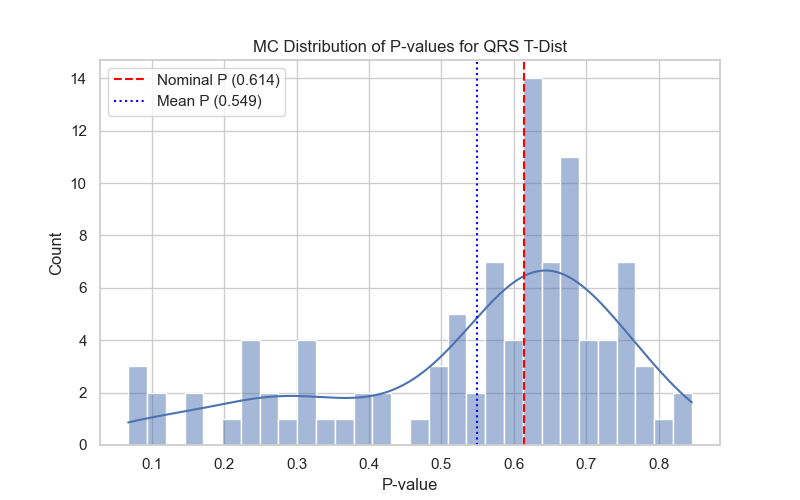 MC Distribution of P-values for QRS T-Dist
Nominal P (0.614)
Mean P (0.549)
14
12
10
8
6
4
2
0
Count
0.1 0.2 0.3 0.4 0.5 0.6 0.7 0.8
P-value